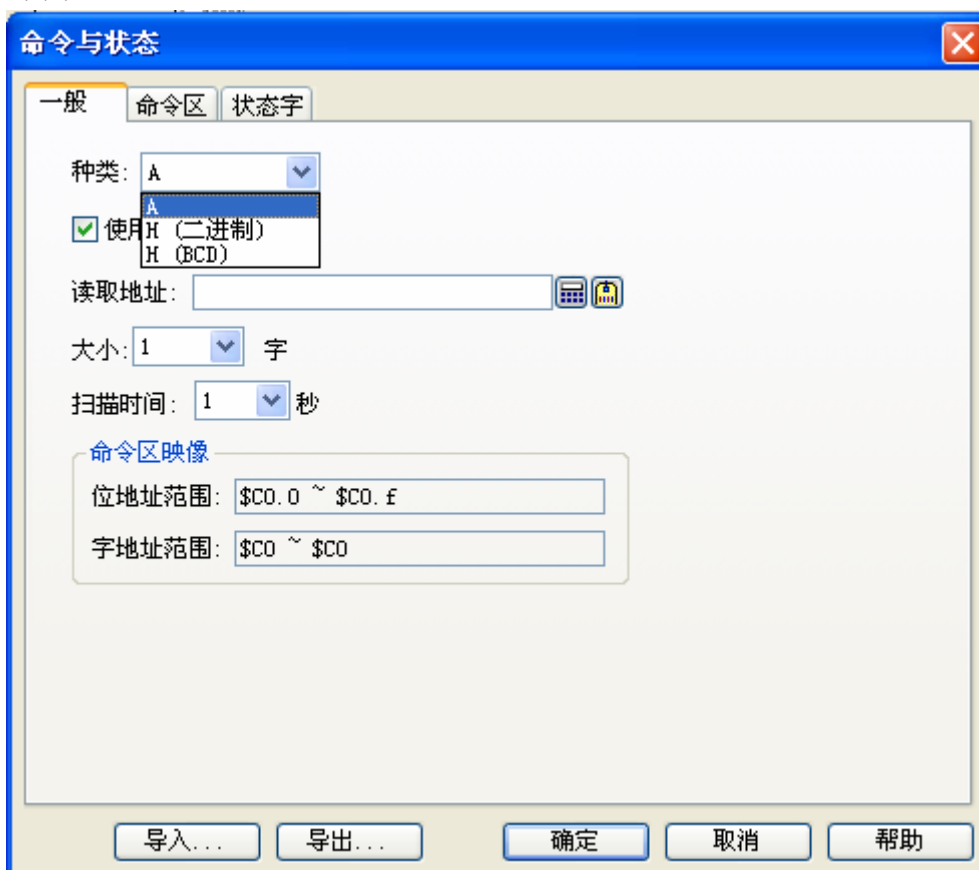 命令与状态
一般 命令区 状态字
种类: A
A
使用
H (二进制)
H (BCD)
读取地址:
大小: 1 字
扫描时间: 1 秒
命令区映像
位地址范围: $C0.0 ~ $C0.f
字地址范围: $C0 ~ $C0
导入... 导出... 确定 取消 帮助